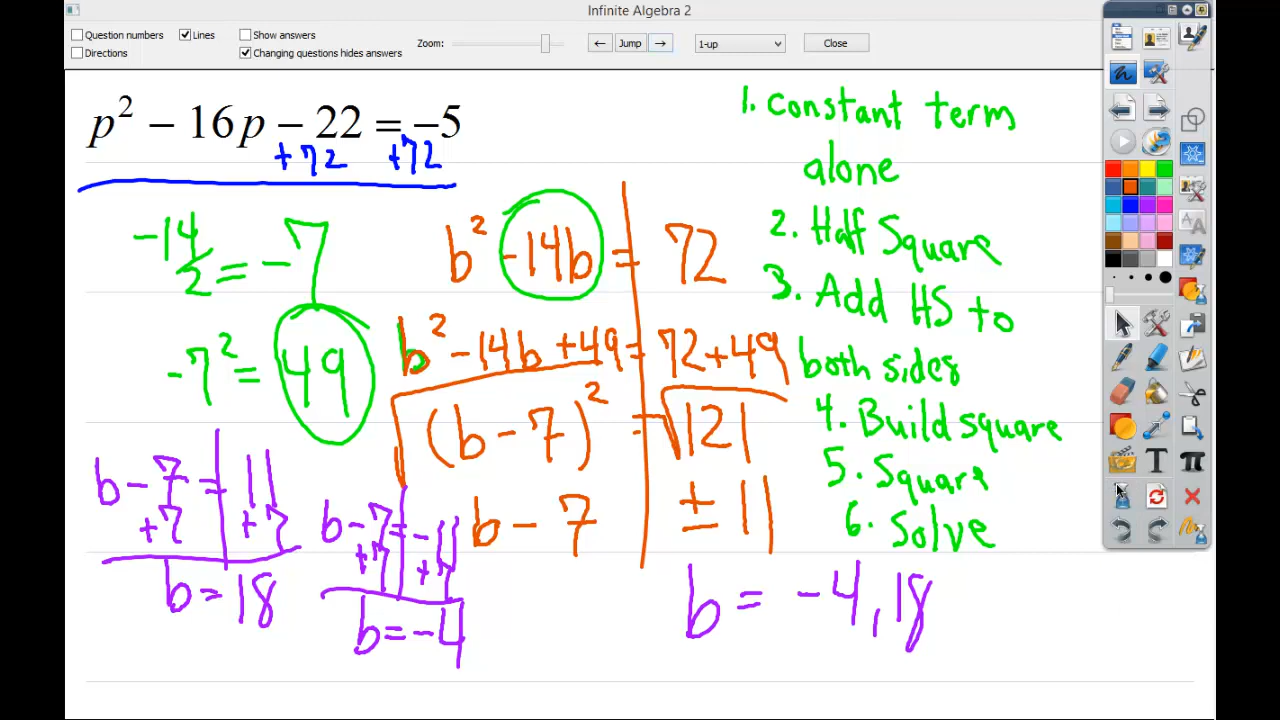 Infinite Algebra 2
Question numbers
Lines
Show answers
Directions
Changing questions hides answers
Zoom:
← Jump →
1-up
Close
p² − 16p − 22 = −5
+72 +72
-14/2 = -7
-7² = 49
b² -14b = 72
b² - 14b + 49 = 72 + 49
(b - 7)² = √121
b - 7 ± 11
b - 7 = 11
+7 +7
b = 18
b - 7 = -11
+7 +7
b = -4
b = -4, 18
1. Constant term
alone
2. Half Square
3. Add HS to
both sides
4. Build square
5. Square
6. Solve